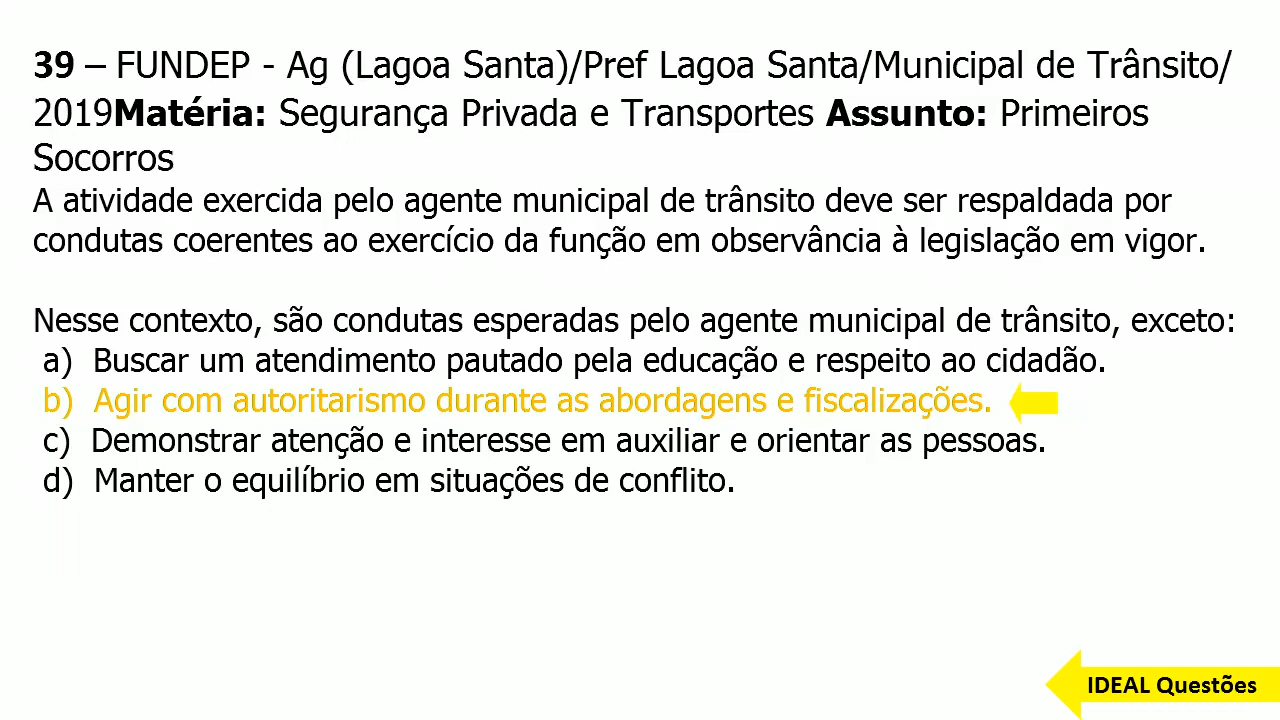 39 – FUNDEP - Ag (Lagoa Santa)/Pref Lagoa Santa/Municipal de Trânsito/
2019Matéria: Segurança Privada e Transportes Assunto: Primeiros
Socorros
A atividade exercida pelo agente municipal de trânsito deve ser respaldada por
condutas coerentes ao exercício da função em observância à legislação em vigor.
Nesse contexto, são condutas esperadas pelo agente municipal de trânsito, exceto:
a) Buscar um atendimento pautado pela educação e respeito ao cidadão.
b) Agir com autoritarismo durante as abordagens e fiscalizações.
c) Demonstrar atenção e interesse em auxiliar e orientar as pessoas.
d) Manter o equilíbrio em situações de conflito.
IDEAL Questões